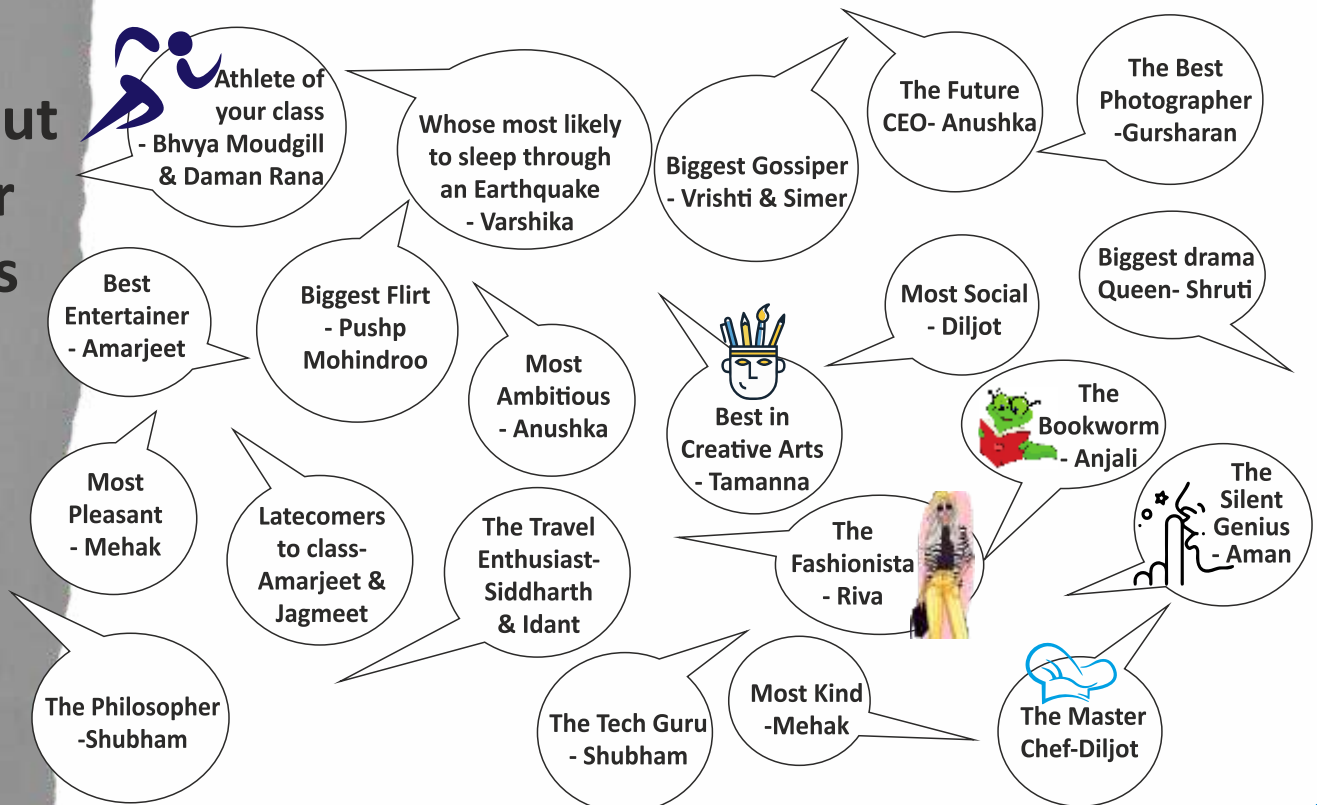 ut
r
s
Athlete of
your class
- Bhvya Moudgill
& Daman Rana
Whose most likely
to sleep through
an Earthquake
- Varshika
Biggest Gossiper
- Vrishti & Simer
The Future
CEO- Anushka
The Best
Photographer
-Gursharan
Best
Entertainer
- Amarjeet
Biggest Flirt
- Pushp
Mohindroo
Most
Ambitious
- Anushka
Best in
Creative Arts
- Tamanna
Most Social
- Diljot
Biggest drama
Queen- Shruti
The
Bookworm
- Anjali
Most
Pleasant
- Mehak
Latecomers
to class-
Amarjeet &
Jagmeet
The Travel
Enthusiast-
Siddharth
& Idant
The
Fashionista
- Riva
The
Silent
Genius
- Aman
The Philosopher
-Shubham
The Tech Guru
- Shubham
Most Kind
-Mehak
The Master
Chef-Diljot